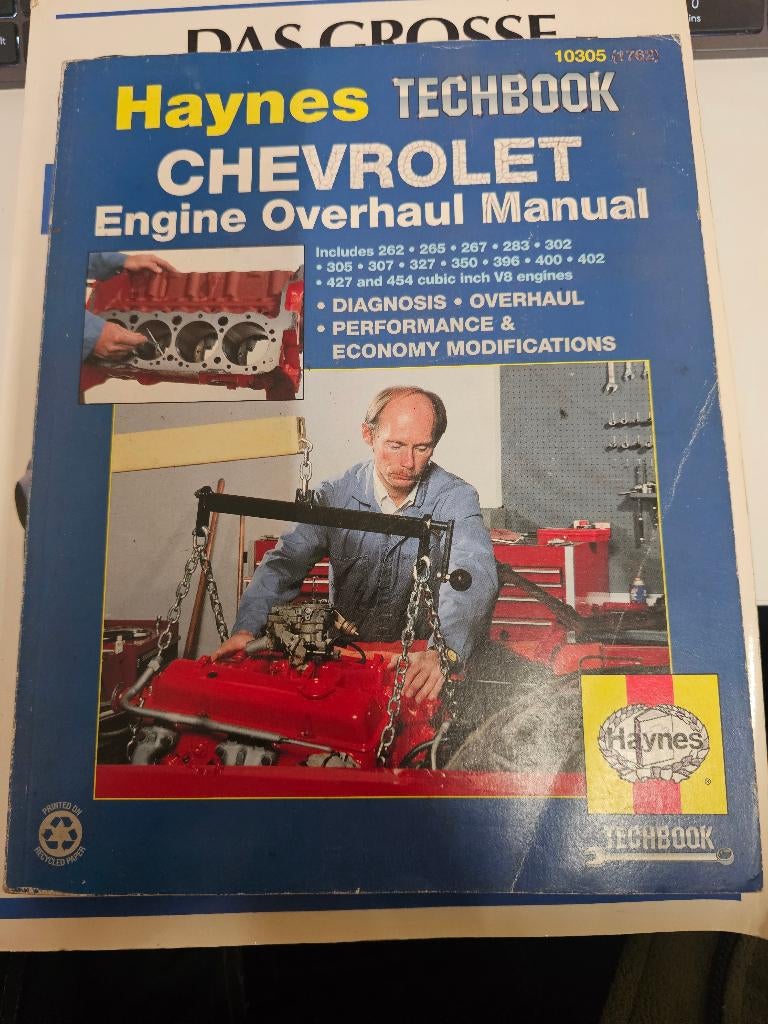 DAS GROSSE
10305 (1762)
Haynes TECHBOOK
CHEVROLET
Engine Overhaul Manual
Includes 262 • 265 • 267 • 283 • 302
• 305 • 307 • 327 • 350 • 396 • 400 • 402
• 427 and 454 cubic inch V8 engines
• DIAGNOSIS • OVERHAUL
• PERFORMANCE &
ECONOMY MODIFICATIONS
Haynes
®
TECHBOOK
PRINTED ON
RECYCLED PAPER